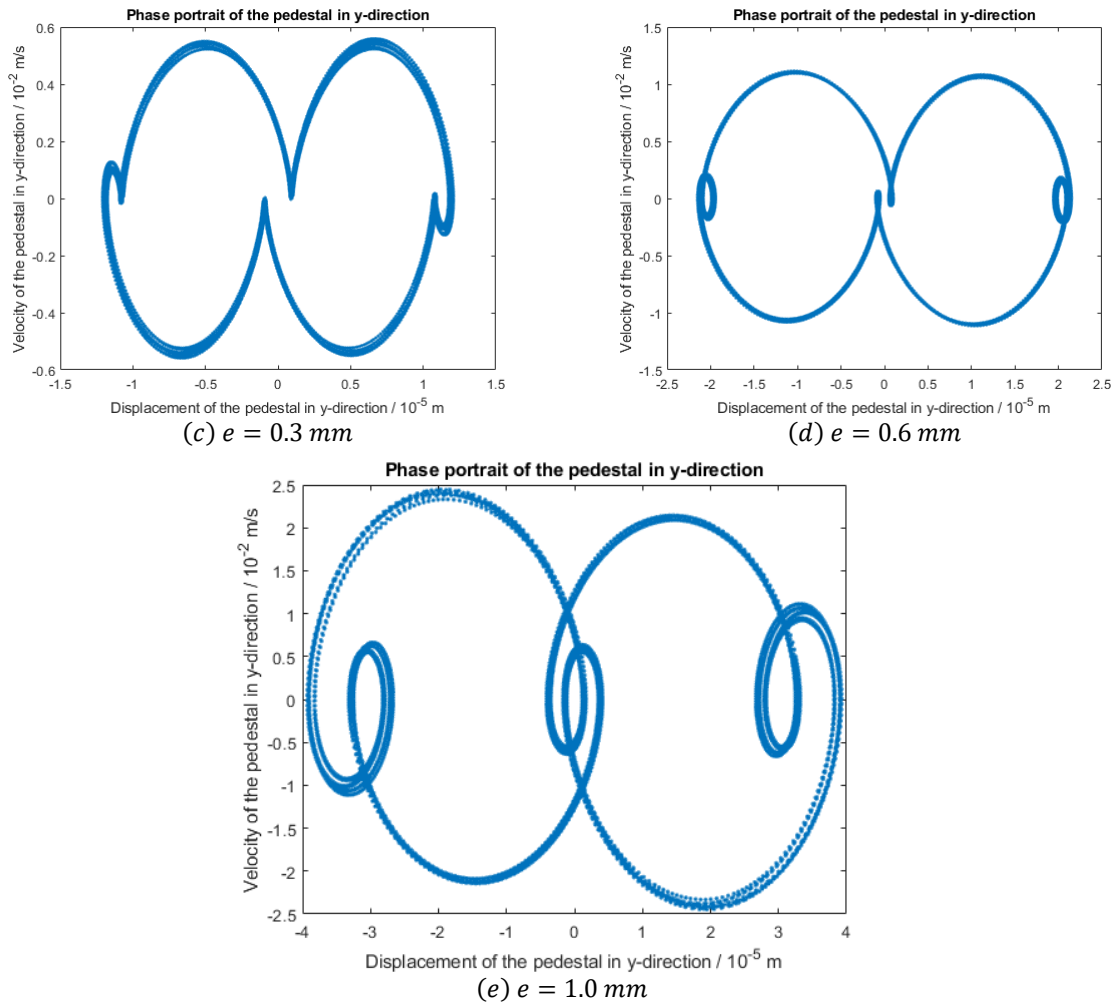 Phase portrait of the pedestal in y-direction
Velocity of the pedestal in y-direction / 10⁻² m/s
0.6
0.4
0.2
0
-0.2
-0.4
-0.6
-1.5 -1 -0.5 0 0.5 1 1.5
Displacement of the pedestal in y-direction / 10⁻⁵ m
(c) e = 0.3 mm
Phase portrait of the pedestal in y-direction
Velocity of the pedestal in y-direction / 10⁻² m/s
1.5
1
0.5
0
-0.5
-1
-1.5
-2.5 -2 -1.5 -1 -0.5 0 0.5 1 1.5 2 2.5
Displacement of the pedestal in y-direction / 10⁻⁵ m
(d) e = 0.6 mm
Phase portrait of the pedestal in y-direction
Velocity of the pedestal in y-direction / 10⁻² m/s
2.5
2
1.5
1
0.5
0
-0.5
-1
-1.5
-2
-2.5
-4 -3 -2 -1 0 1 2 3 4
Displacement of the pedestal in y-direction / 10⁻⁵ m
(e) e = 1.0 mm